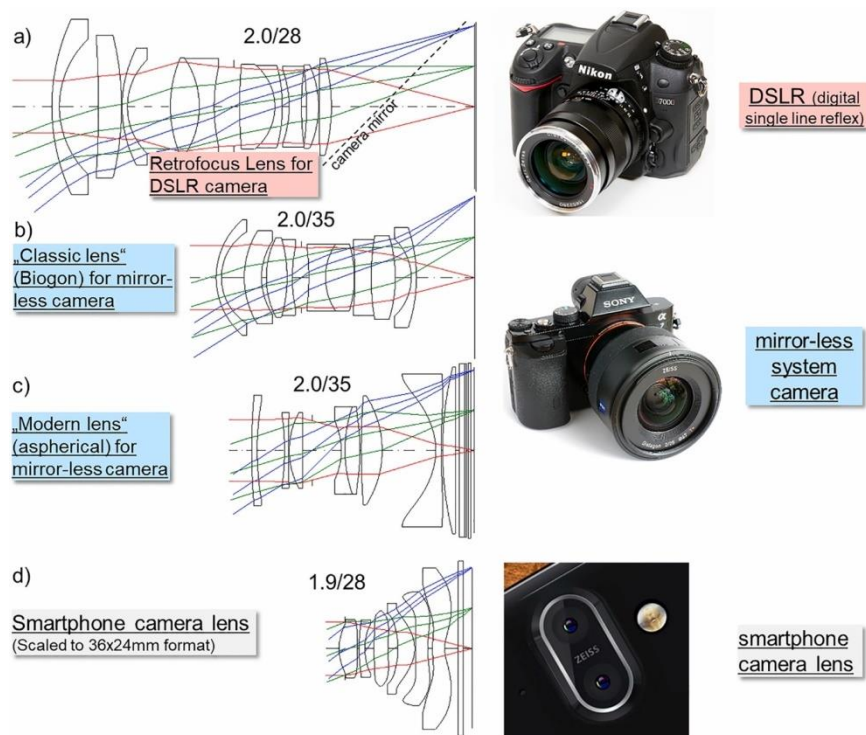 a)
2.0/28
camera mirror
Retrofocus Lens for
DSLR camera
Nikon
D7000
DSLR (digital
single line reflex)
b)
2.0/35
„Classic lens“
(Biogon) for mirror-
less camera
SONY
α
ZEISS
mirror-less
system
camera
c)
2.0/35
„Modern lens“
(aspherical) for
mirror-less camera
d)
1.9/28
Smartphone camera lens
(Scaled to 36x24mm format)
ZEISS
smartphone
camera lens